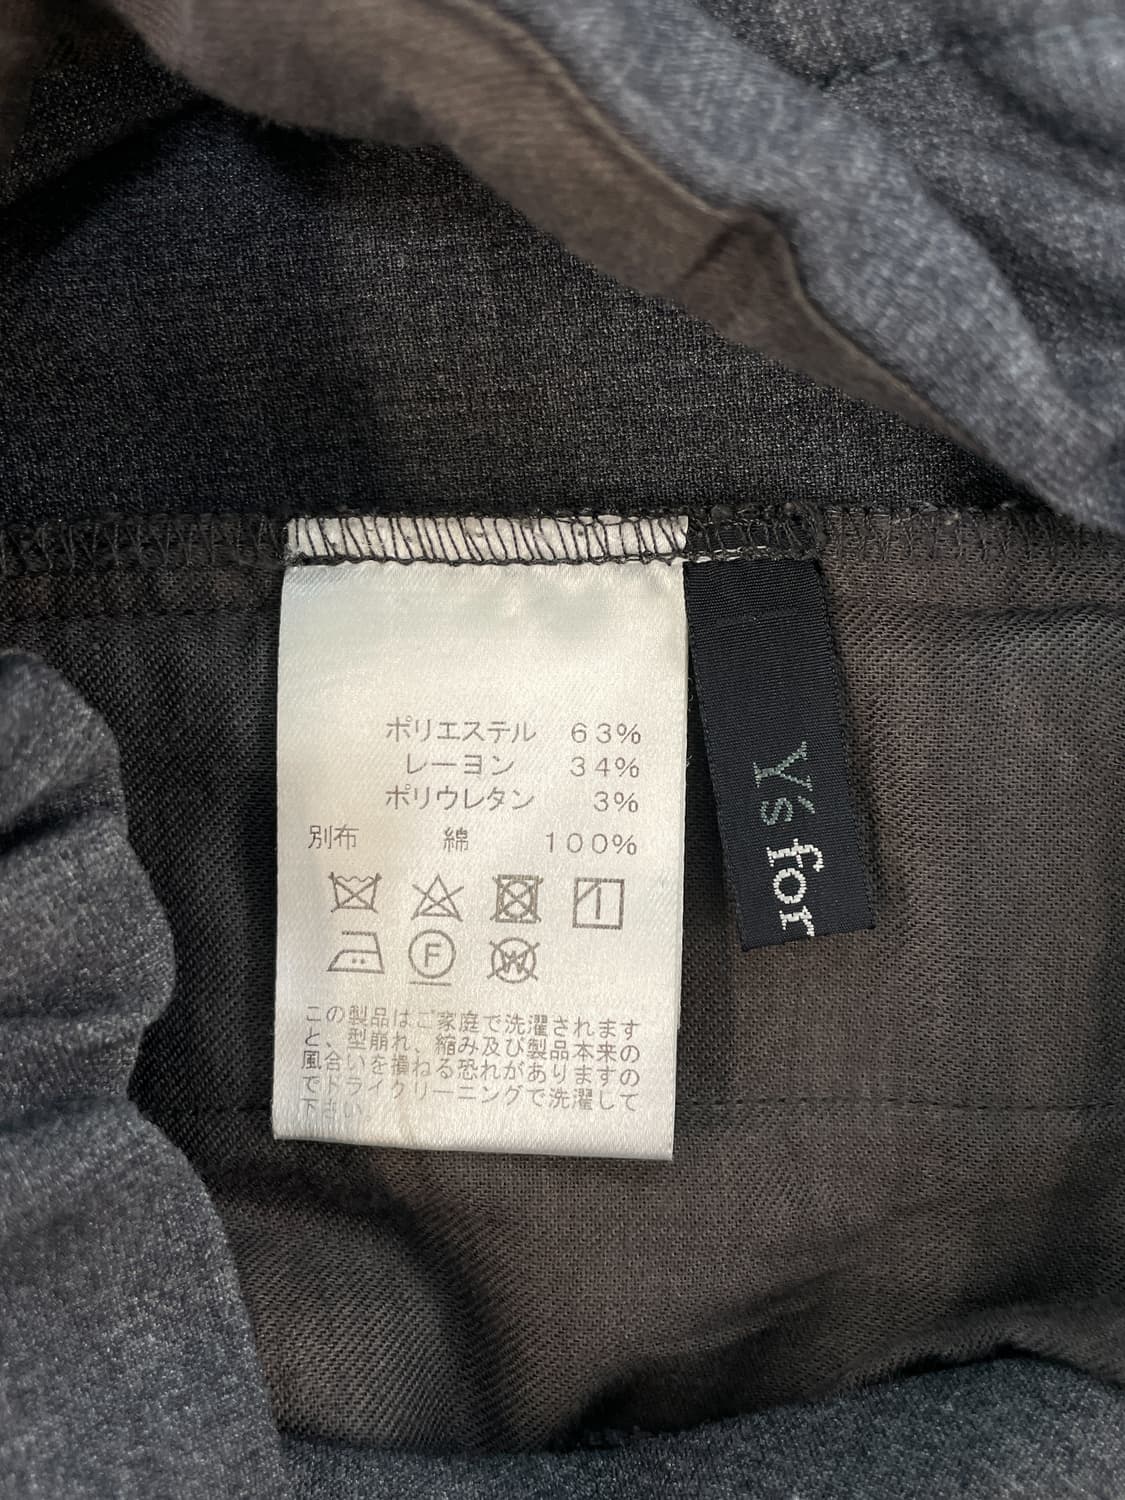 ポリエステル 63%
レーヨン 34%
ポリウレタン 3%
別布 綿 100%
F
W
この製品はご家庭で洗濯されます
と、型崩れ、縮み及び製品本来の
風合いを損ねる恐れがありますの
でドライクリーニングで洗濯して
下さい。
Y's for